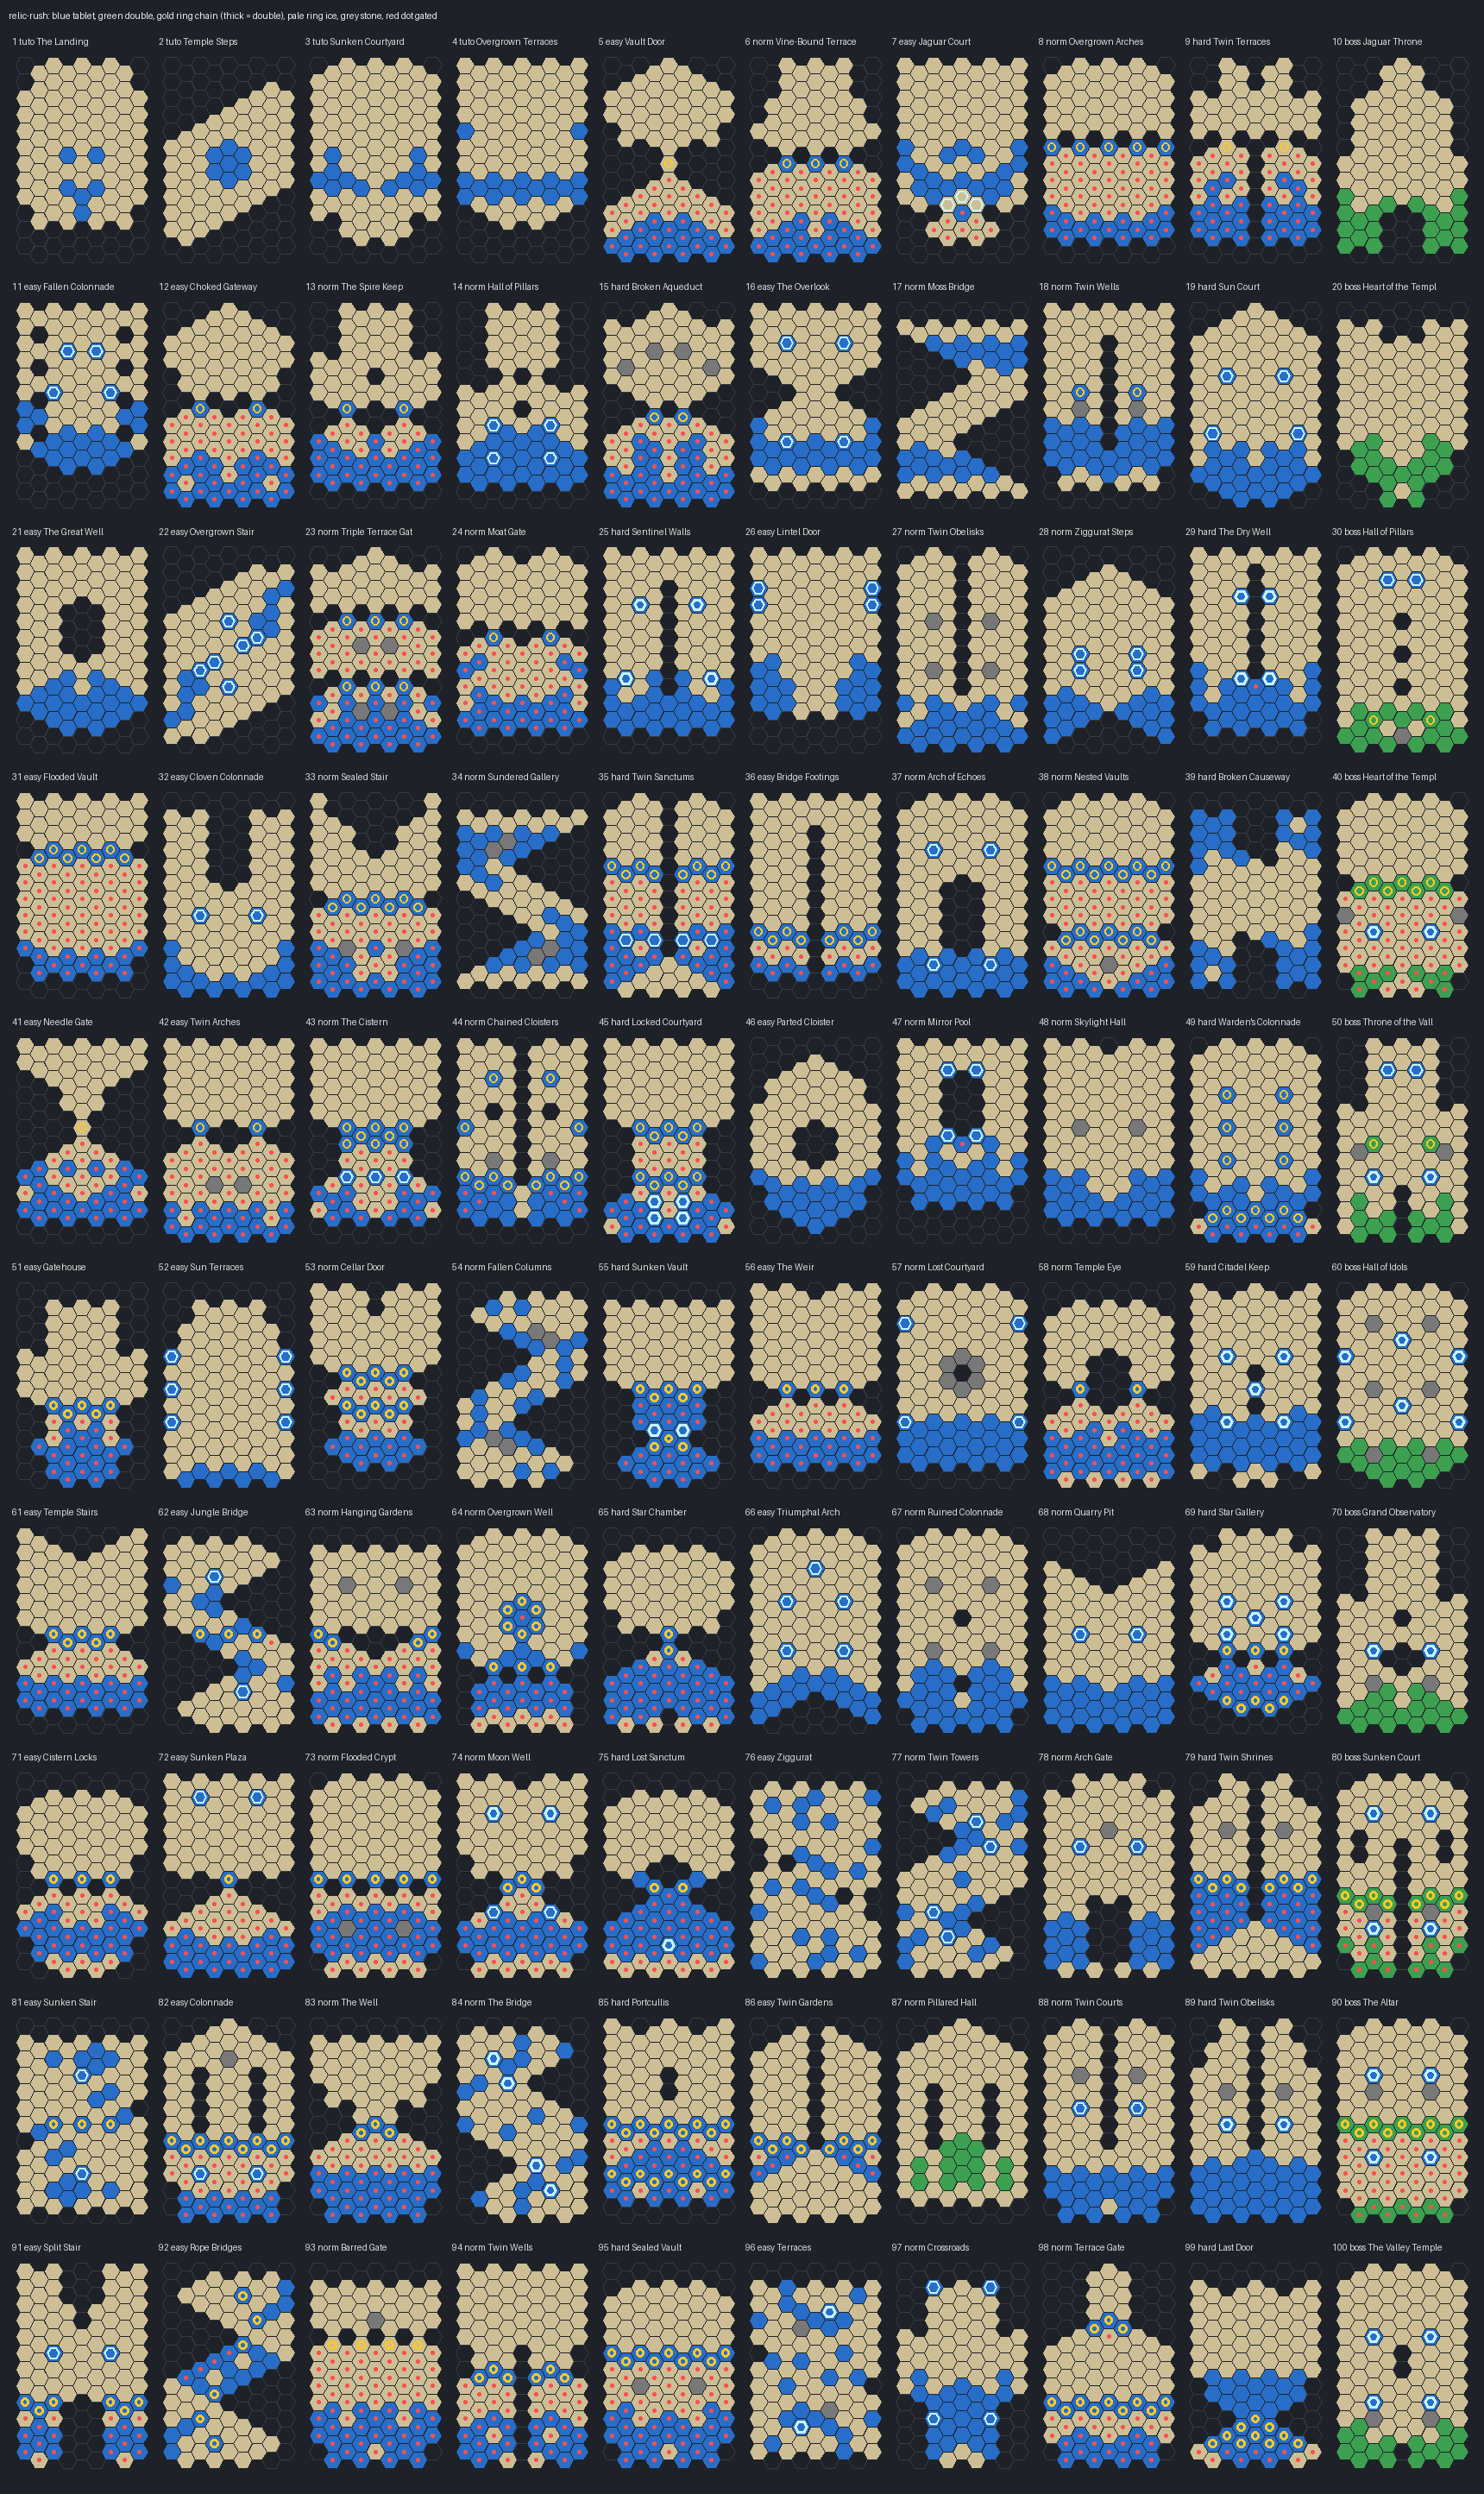 relic-rush: blue tablet, green double, gold ring chain (thick = double), pale ring ice, grey stone, red dot gated
1 tuto The Landing
2 tuto Temple Steps
3 tuto Sunken Courtyard
4 tuto Overgrown Terraces
5 easy Vault Door
6 norm Vine-Bound Terrace
7 easy Jaguar Court
8 norm Overgrown Arches
9 hard Twin Terraces
10 boss Jaguar Throne
11 easy Fallen Colonnade
12 easy Choked Gateway
13 norm The Spire Keep
14 norm Hall of Pillars
15 hard Broken Aqueduct
16 easy The Overlook
17 norm Moss Bridge
18 norm Twin Wells
19 hard Sun Court
20 boss Heart of the Templ
21 easy The Great Well
22 easy Overgrown Stair
23 norm Triple Terrace Gat
24 norm Moat Gate
25 hard Sentinel Walls
26 easy Lintel Door
27 norm Twin Obelisks
28 norm Ziggurat Steps
29 hard The Dry Well
30 boss Hall of Pillars
31 easy Flooded Vault
32 easy Cloven Colonnade
33 norm Sealed Stair
34 norm Sundered Gallery
35 hard Twin Sanctums
36 easy Bridge Footings
37 norm Arch of Echoes
38 norm Nested Vaults
39 hard Broken Causeway
40 boss Heart of the Templ
41 easy Needle Gate
42 easy Twin Arches
43 norm The Cistern
44 norm Chained Cloisters
45 hard Locked Courtyard
46 easy Parted Cloister
47 norm Mirror Pool
48 norm Skylight Hall
49 hard Warden's Colonnade
50 boss Throne of the Vall
51 easy Gatehouse
52 easy Sun Terraces
53 norm Cellar Door
54 norm Fallen Columns
55 hard Sunken Vault
56 easy The Weir
57 norm Lost Courtyard
58 norm Temple Eye
59 hard Citadel Keep
60 boss Hall of Idols
61 easy Temple Stairs
62 easy Jungle Bridge
63 norm Hanging Gardens
64 norm Overgrown Well
65 hard Star Chamber
66 easy Triumphal Arch
67 norm Ruined Colonnade
68 norm Quarry Pit
69 hard Star Gallery
70 boss Grand Observatory
71 easy Cistern Locks
72 easy Sunken Plaza
73 norm Flooded Crypt
74 norm Moon Well
75 hard Lost Sanctum
76 easy Ziggurat
77 norm Twin Towers
78 norm Arch Gate
79 hard Twin Shrines
80 boss Sunken Court
81 easy Sunken Stair
82 easy Colonnade
83 norm The Well
84 norm The Bridge
85 hard Portcullis
86 easy Twin Gardens
87 norm Pillared Hall
88 norm Twin Courts
89 hard Twin Obelisks
90 boss The Altar
91 easy Split Stair
92 easy Rope Bridges
93 norm Barred Gate
94 norm Twin Wells
95 hard Sealed Vault
96 easy Terraces
97 norm Crossroads
98 norm Terrace Gate
99 hard Last Door
100 boss The Valley Temple